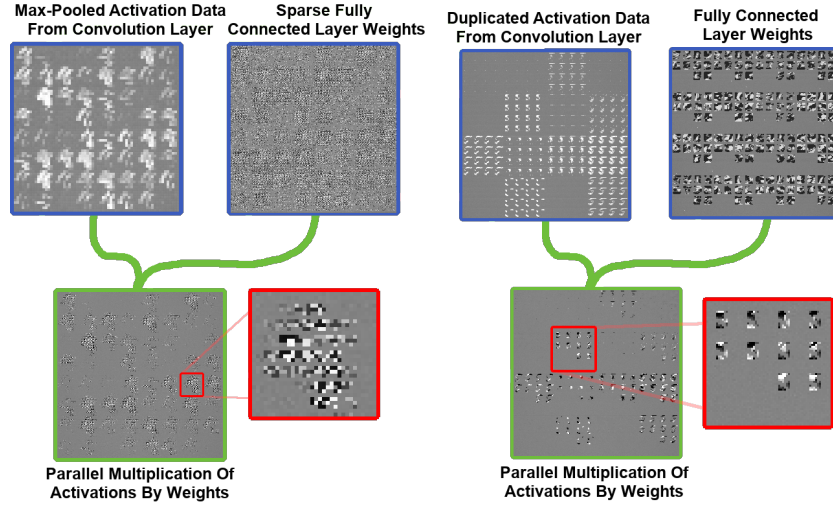 Max-Pooled Activation Data
From Convolution Layer
Sparse Fully
Connected Layer Weights
Duplicated Activation Data
From Convolution Layer
Fully Connected
Layer Weights
Parallel Multiplication Of
Activations By Weights
Parallel Multiplication Of
Activations By Weights